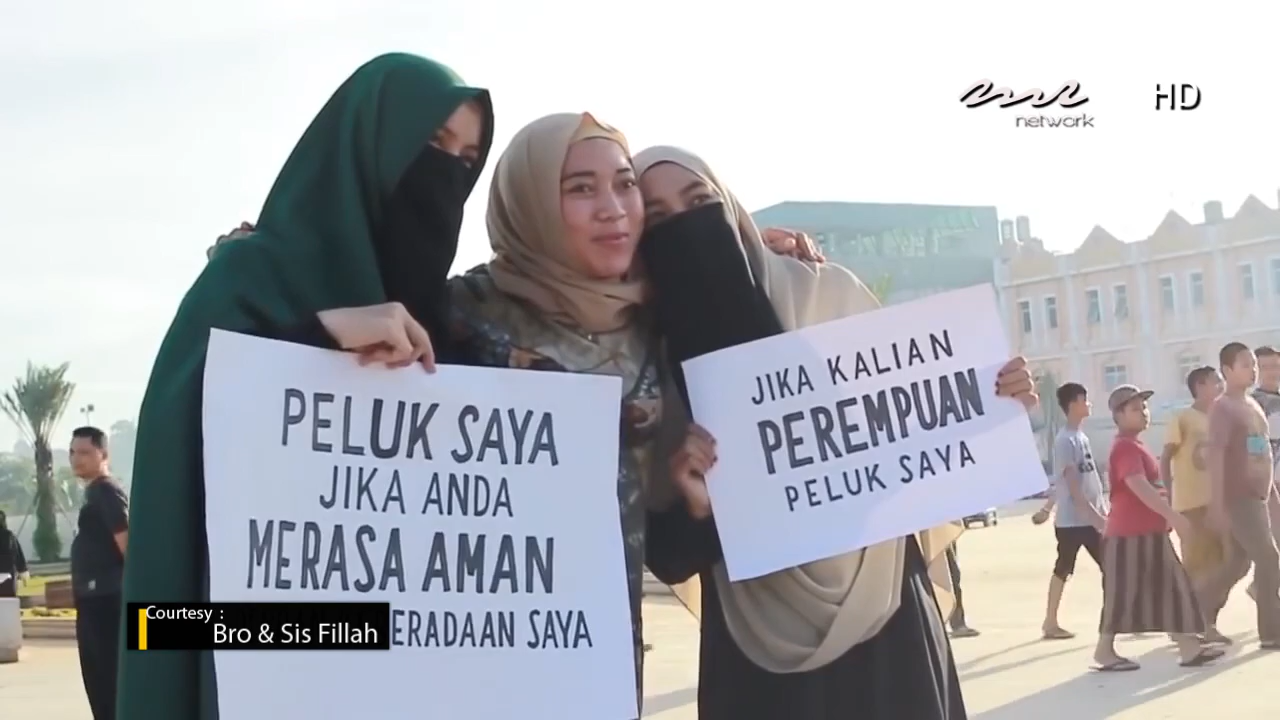 network
HD
PELUK SAYA
JIKA ANDA
MERASA AMAN
ERADAAN SAYA
JIKA KALIAN
PEREMPUAN
PELUK SAYA
Courtesy :
Bro & Sis Fillah